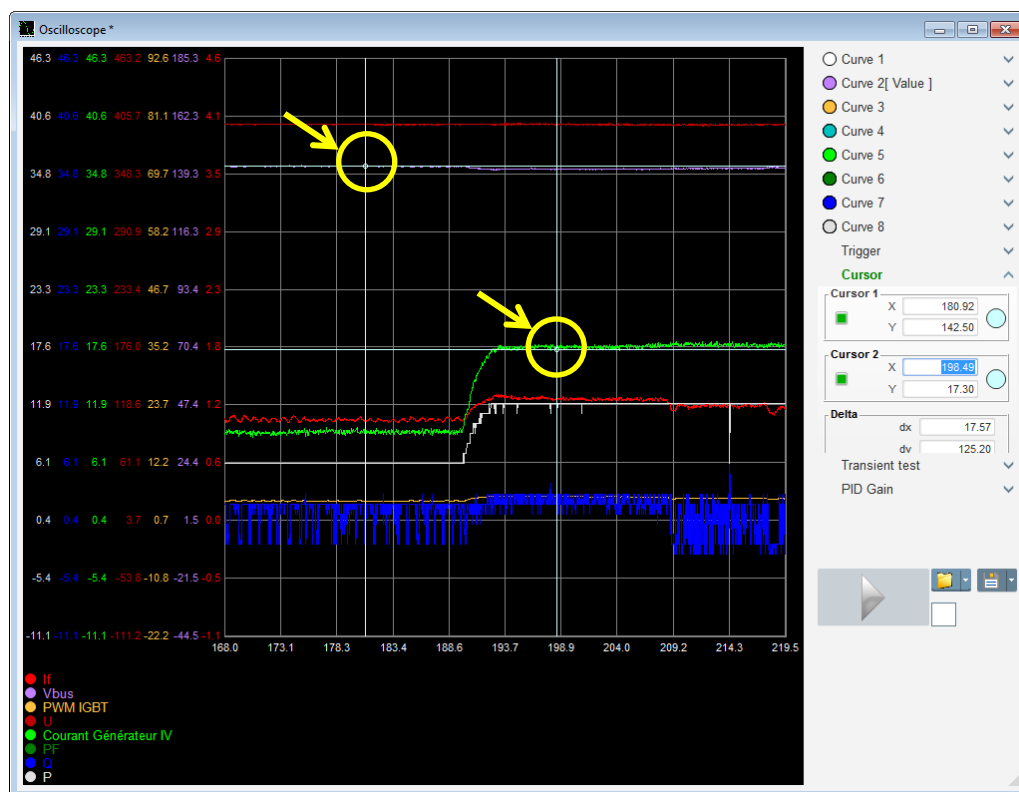 Oscilloscope *
46.3 46.3 46.3 463.2 92.6 185.3 4.6
40.6 40.6 40.6 405.7 81.1 162.3 4.1
34.8 34.8 34.8 348.3 69.7 139.3 3.5
29.1 29.1 29.1 290.9 58.2 116.3 2.9
23.3 23.3 23.3 233.4 46.7 93.4 2.3
17.6 17.6 17.6 176.0 35.2 70.4 1.8
11.9 11.9 11.9 118.6 23.7 47.4 1.2
6.1 6.1 6.1 61.1 12.2 24.4 0.6
0.4 0.4 0.4 3.7 0.7 1.5 0.0
-5.4 -5.4 -5.4 -53.8 -10.8 -21.5 -0.5
-11.1 -11.1 -11.1 -111.2 -22.2 -44.5 -1.1
168.0 173.1 178.3 183.4 188.6 193.7 198.9 204.0 209.2 214.3 219.5
If
Vbus
PWM IGBT
U
Courant Générateur IV
PF
Q
P
Curve 1
Curve 2[ Value ]
Curve 3
Curve 4
Curve 5
Curve 6
Curve 7
Curve 8
Trigger
Cursor
Cursor 1
X 180.92
Y 142.50
Cursor 2
X 198.49
Y 17.30
Delta
dx 17.57
dy 125.20
Transient test
PID Gain